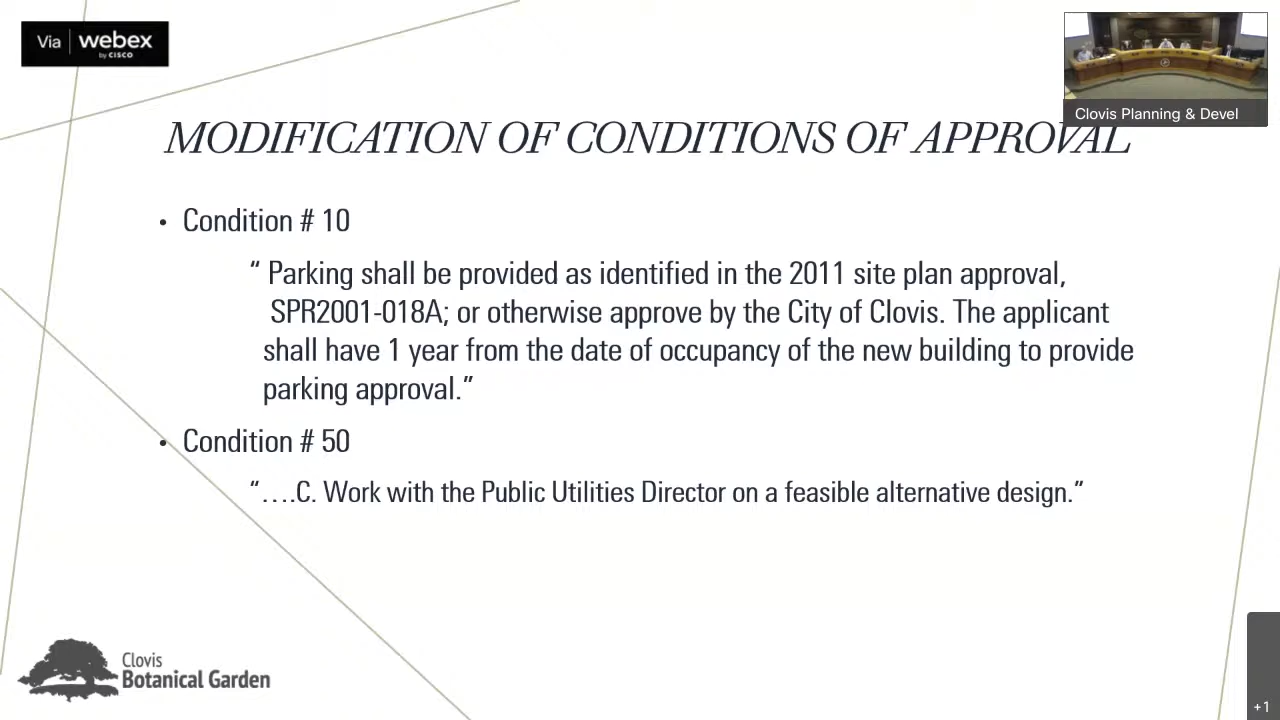 Via webex
by CISCO
Clovis Planning & Devel
MODIFICATION OF CONDITIONS OF APPROVAL
• Condition # 10
“ Parking shall be provided as identified in the 2011 site plan approval,
SPR2001-018A; or otherwise approve by the City of Clovis. The applicant
shall have 1 year from the date of occupancy of the new building to provide
parking approval.”
• Condition # 50
“….C. Work with the Public Utilities Director on a feasible alternative design.”
Clovis
Botanical Garden
+1